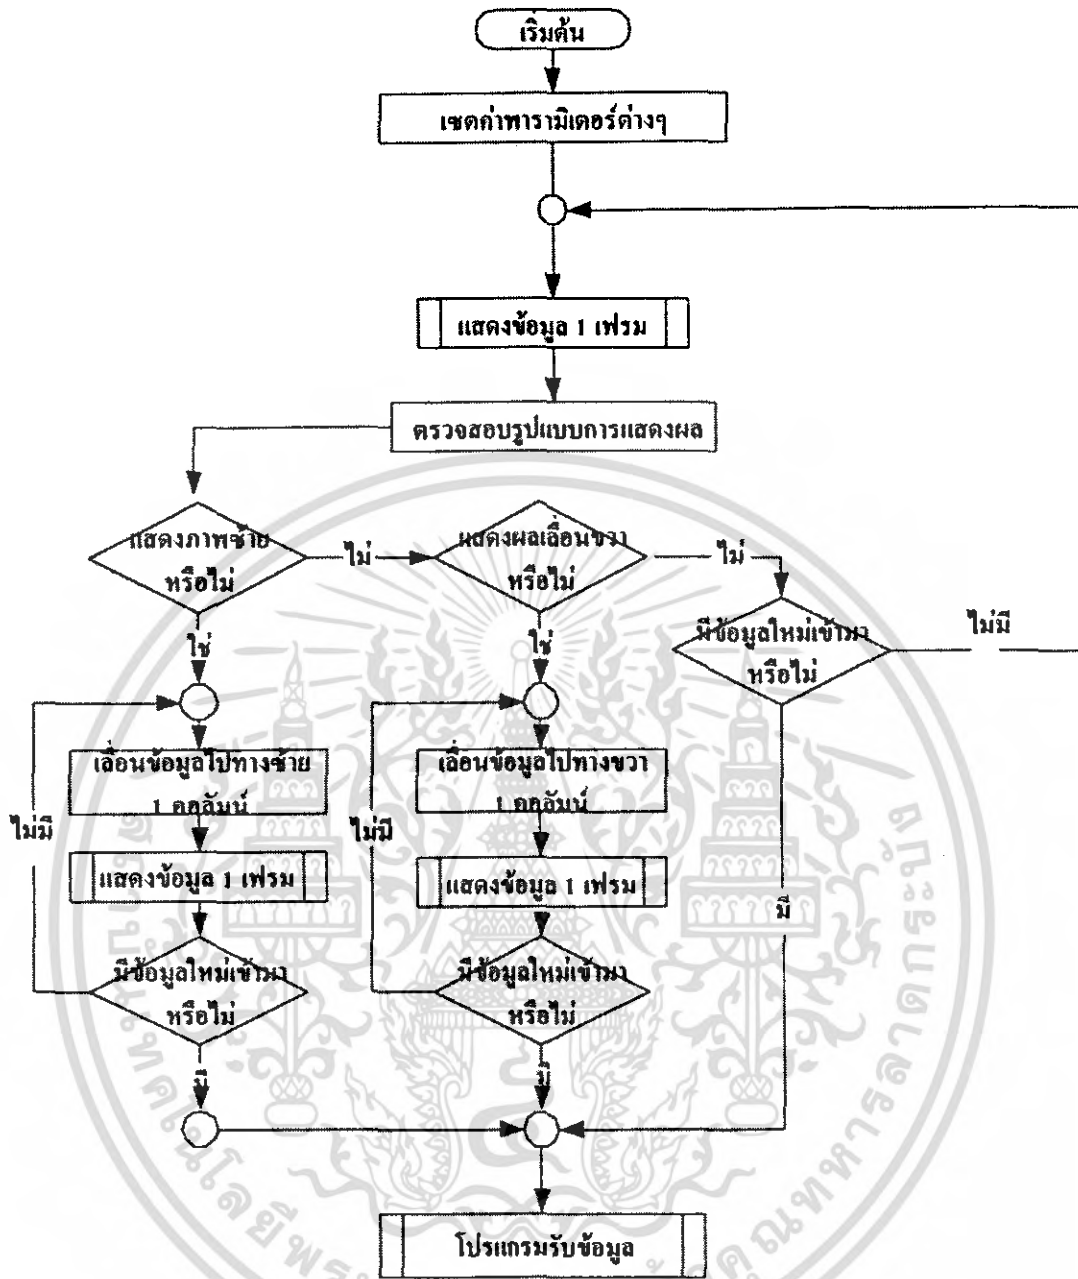 เริ่มต้น
เซตค่าพารามิเตอร์ต่างๆ
แสดงข้อมูล 1 เฟรม
ตรวจสอบรูปแบบการแสดงผล
แสดงภาพซ้าย
หรือไม่
ไม่
แสดงผลเลื่อนขวา
หรือไม่
ไม่
มีข้อมูลใหม่เข้ามา
หรือไม่
ไม่มี
ใช่
ใช่
เลื่อนข้อมูลไปทางซ้าย
1 คอลัมน์
เลื่อนข้อมูลไปทางขวา
1 คอลัมน์
ไม่มี
ไม่มี
แสดงข้อมูล 1 เฟรม
แสดงข้อมูล 1 เฟรม
มี
มีข้อมูลใหม่เข้ามา
หรือไม่
มีข้อมูลใหม่เข้ามา
หรือไม่
มี
มี
โปรแกรมรับข้อมูล